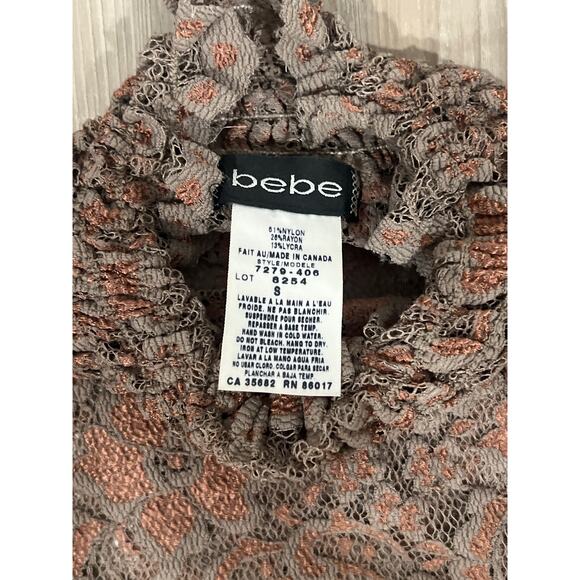 bebe
61%NYLON
26%RAYON
13%LYCRA
FAIT AU/MADE IN CANADA
STYLE/MODELE
7279-406
LOT 6254
S
LAVABLE A LA MAIN A L'EAU
FROIDE. NE PAS BLANCHIR.
SUSPENDRE POUR SECHER.
REPASSER A BASE TEMP.
HAND WASH IN COLD WATER.
DO NOT BLEACH. HANG TO DRY.
IRON AT LOW TEMPERATURE.
LAVAR A LA MANO AGUA FRIA
NO USAR CLORO. COLGAR PARA SECAR
PLANCHAR A BAJA TEMP
CA 35682 RN 86017